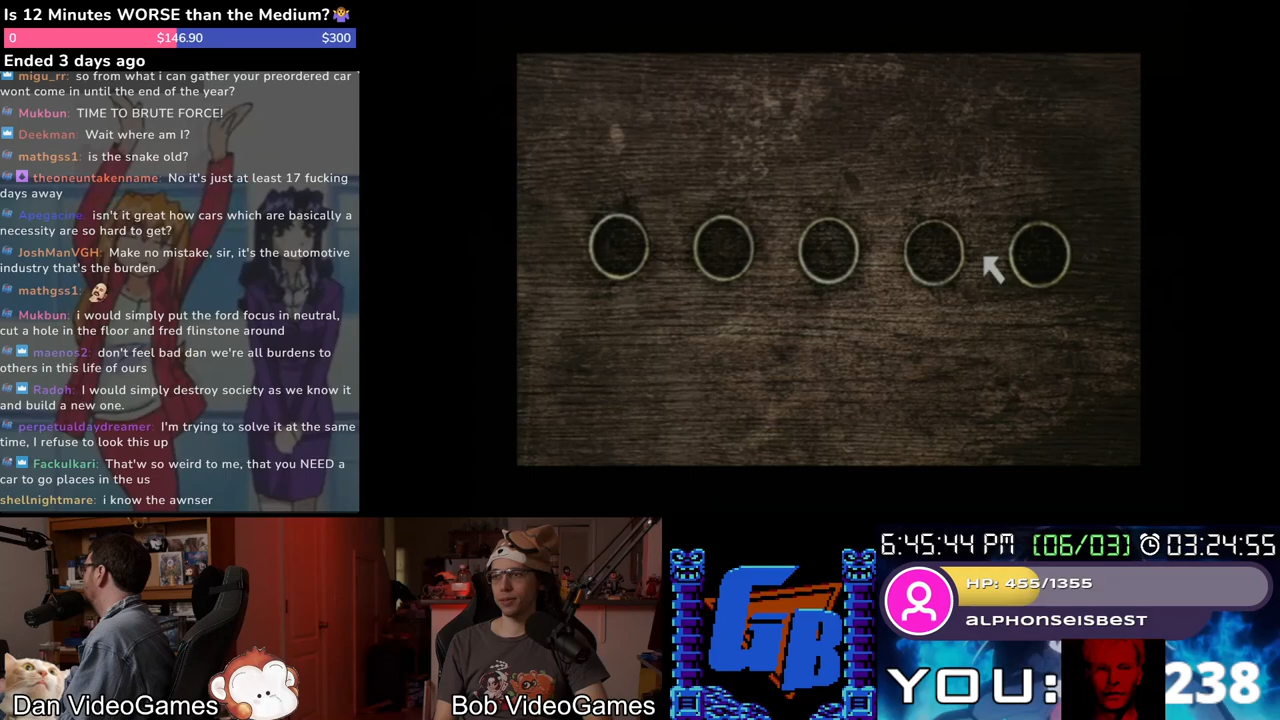 Is 12 Minutes WORSE than the Medium?🤷‍♀️
0 $146.90 $300
Ended 3 days ago
migu_rr: so from what i can gather your preordered car
wont come in until the end of the year?
Mukbun: TIME TO BRUTE FORCE!
Deekman: Wait where am I?
mathgss1: is the snake old?
theoneuntakenname: No it's just at least 17 fucking
days away
Apegacine: isn't it great how cars which are basically a
necessity are so hard to get?
JoshManVGH: Make no mistake, sir, it's the automotive
industry that's the burden.
mathgss1:
Mukbun: i would simply put the ford focus in neutral,
cut a hole in the floor and fred flinstone around
maenos2: don't feel bad dan we're all burdens to
others in this life of ours
Radoh: I would simply destroy society as we know it
and build a new one.
perpetualdaydreamer: I'm trying to solve it at the same
time, I refuse to look this up
Fackulkari: That'w so weird to me, that you NEED a
car to go places in the us
shellnightmare: i know the awnser
Dan VideoGames
Bob VideoGames
GB
6:45:44 PM [06/03] 03:24:55
HP: 455/1355
ALPHONSEISBEST
YOU: 238